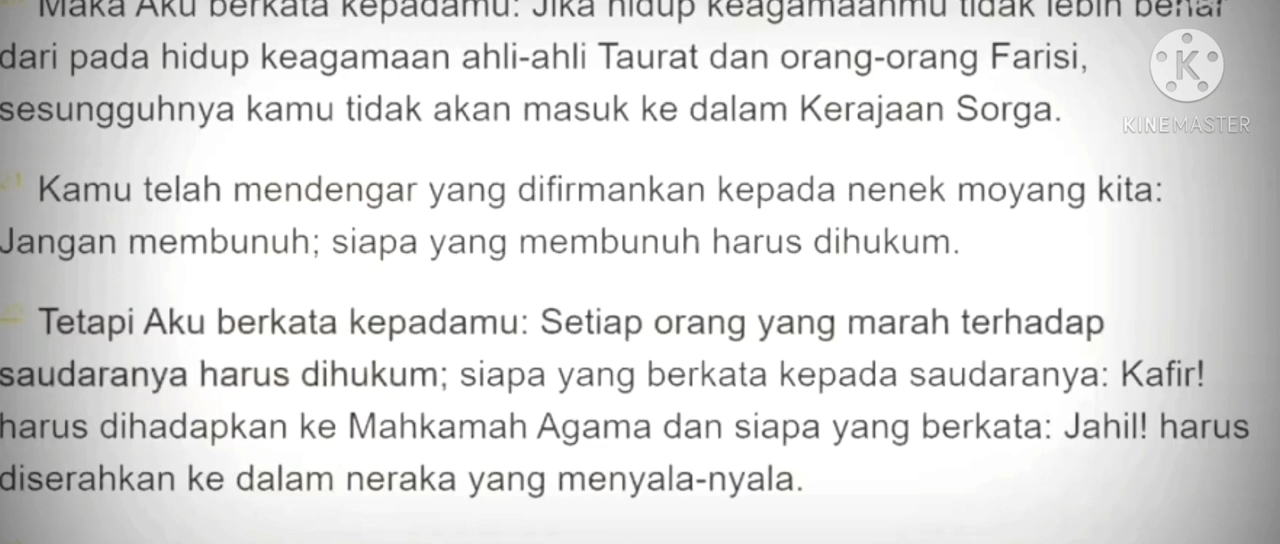 Maka Aku berkata kepadamu: Jika hidup keagamaanmu tidak lebih benar
dari pada hidup keagamaan ahli-ahli Taurat dan orang-orang Farisi,
sesungguhnya kamu tidak akan masuk ke dalam Kerajaan Sorga.
21 Kamu telah mendengar yang difirmankan kepada nenek moyang kita:
Jangan membunuh; siapa yang membunuh harus dihukum.
Tetapi Aku berkata kepadamu: Setiap orang yang marah terhadap
saudaranya harus dihukum; siapa yang berkata kepada saudaranya: Kafir!
harus dihadapkan ke Mahkamah Agama dan siapa yang berkata: Jahil! harus
diserahkan ke dalam neraka yang menyala-nyala.
K
KINEMASTER